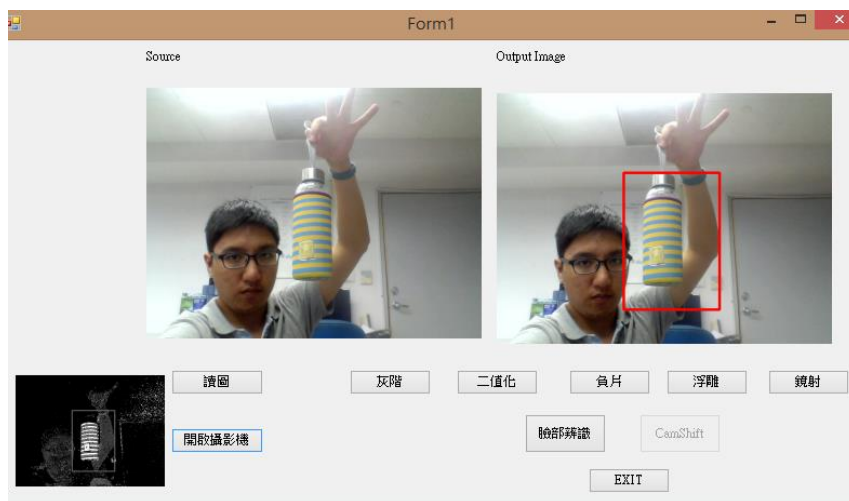 Form1
Source
Output Image
讀圖
灰階
二值化
負片
浮雕
鏡射
開啟攝影機
臉部辨識
CamShift
EXIT